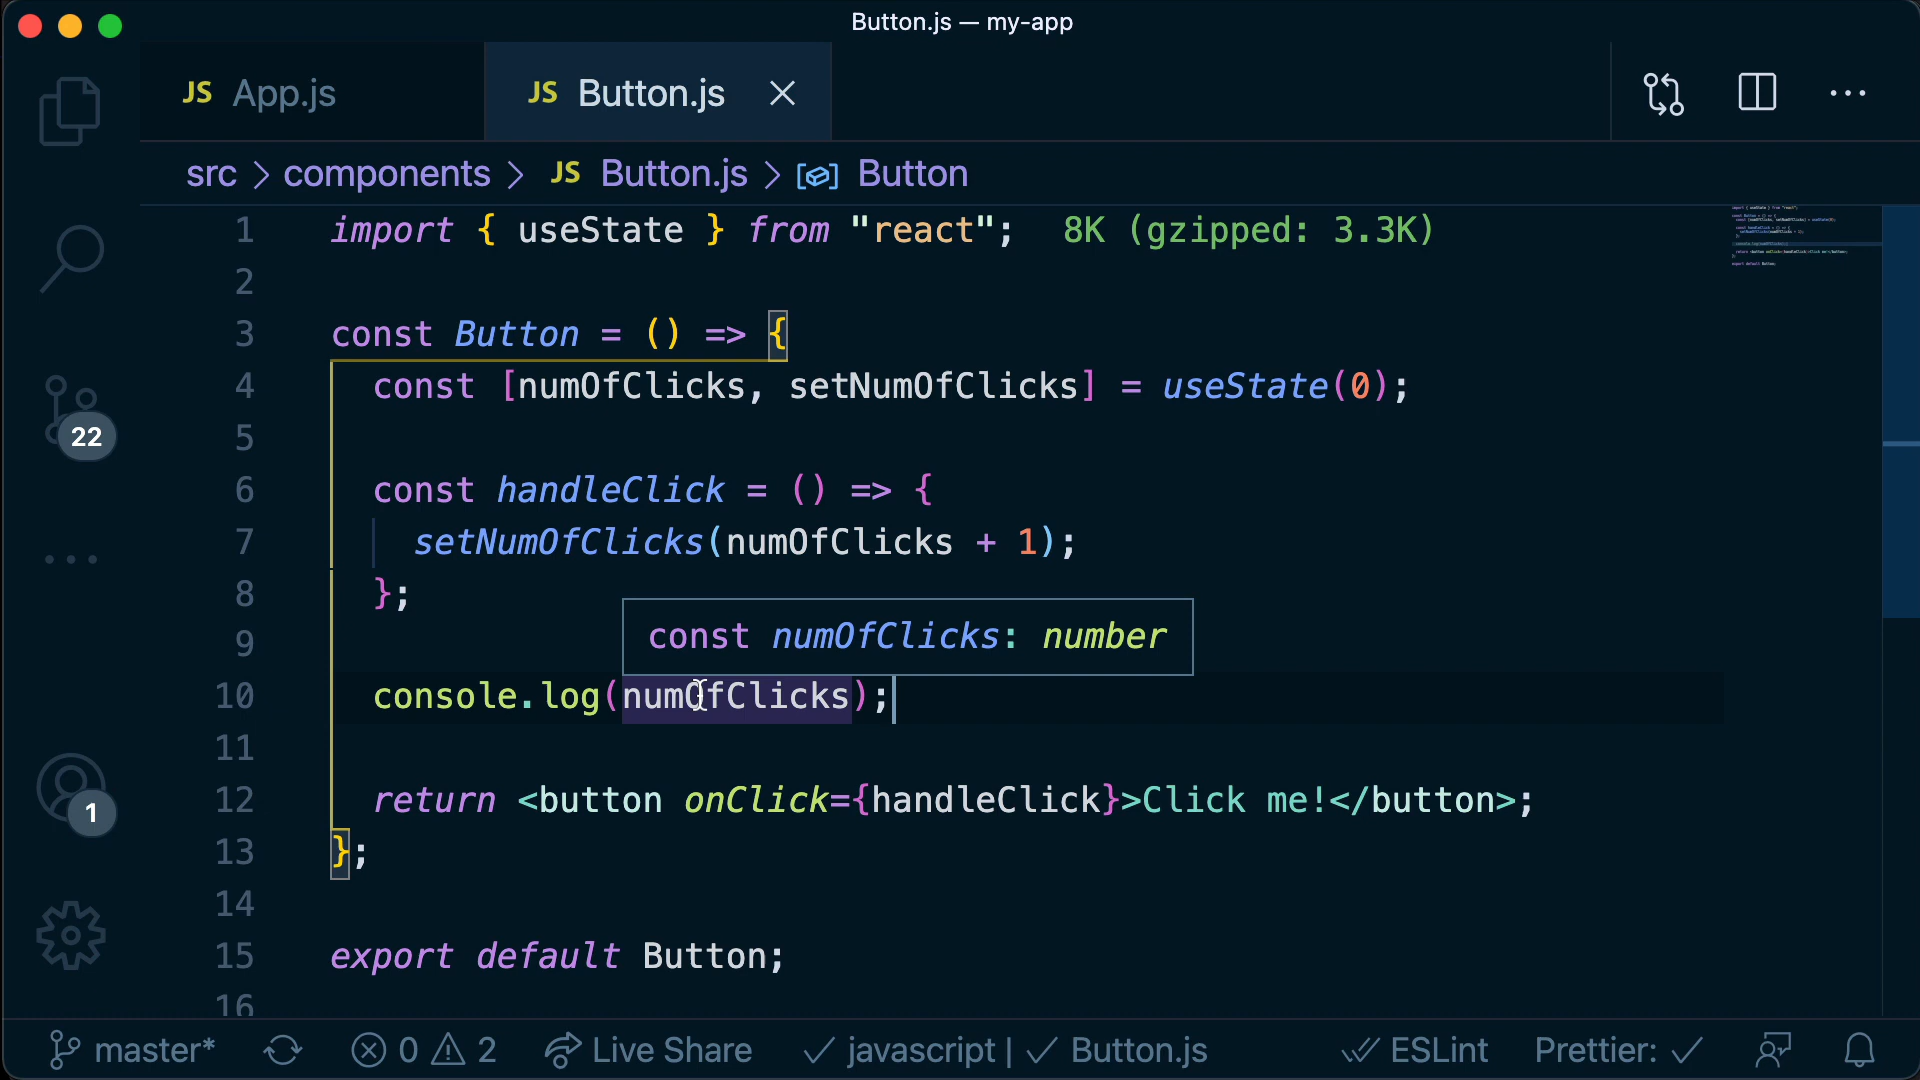 Button.js — my-app
JS App.js
JS Button.js
src > components > JS Button.js > Button
1 import { useState } from "react"; 8K (gzipped: 3.3K)
2
3 const Button = () => {
4 const [numOfClicks, setNumOfClicks] = useState(0);
5
6 const handleClick = () => {
7 setNumOfClicks(numOfClicks + 1);
8 };
9
const numOfClicks: number
10 console.log(numOfClicks);
11
12 return <button onClick={handleClick}>Click me!</button>;
13 };
14
15 export default Button;
16
22
1
master* 0 2 Live Share ✓ javascript | ✓ Button.js ESLint Prettier: ✓